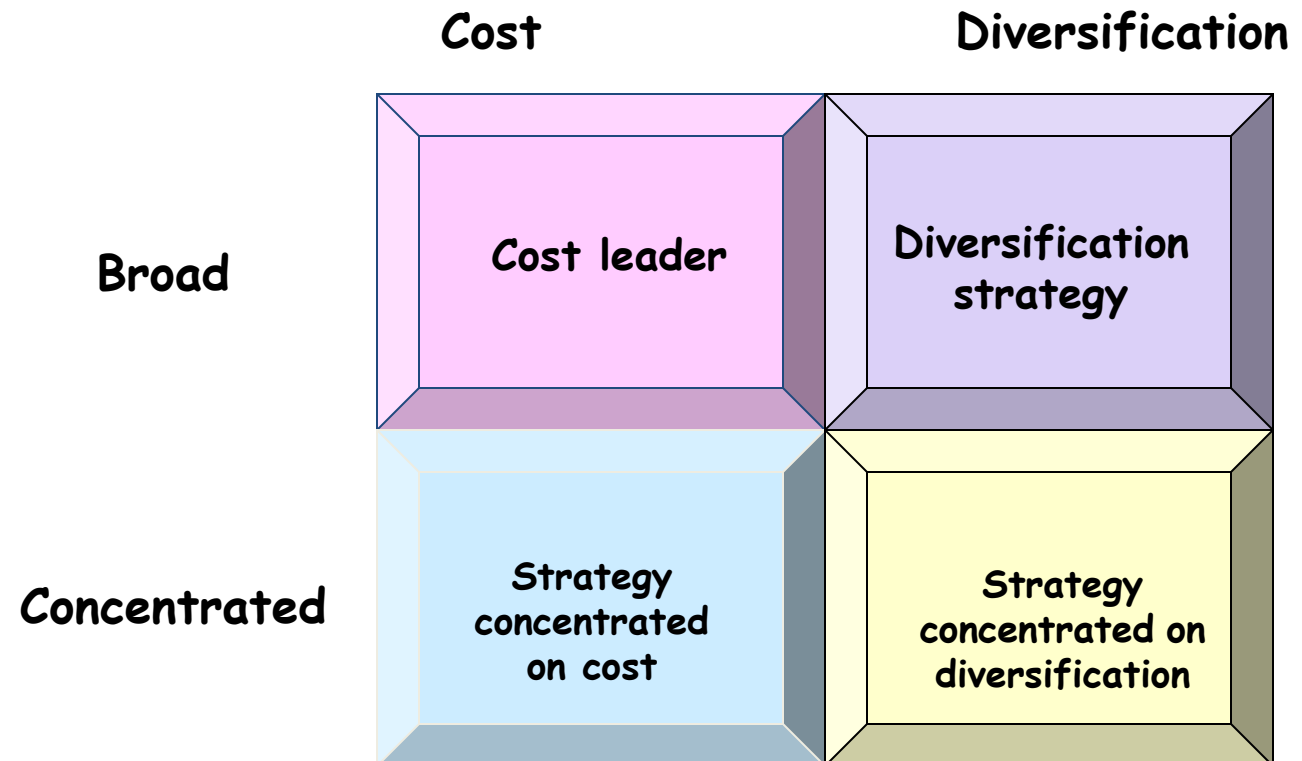 Cost
Diversification
Broad
Cost leader
Diversification
strategy
Concentrated
Strategy
concentrated
on cost
Strategy
concentrated on
diversification